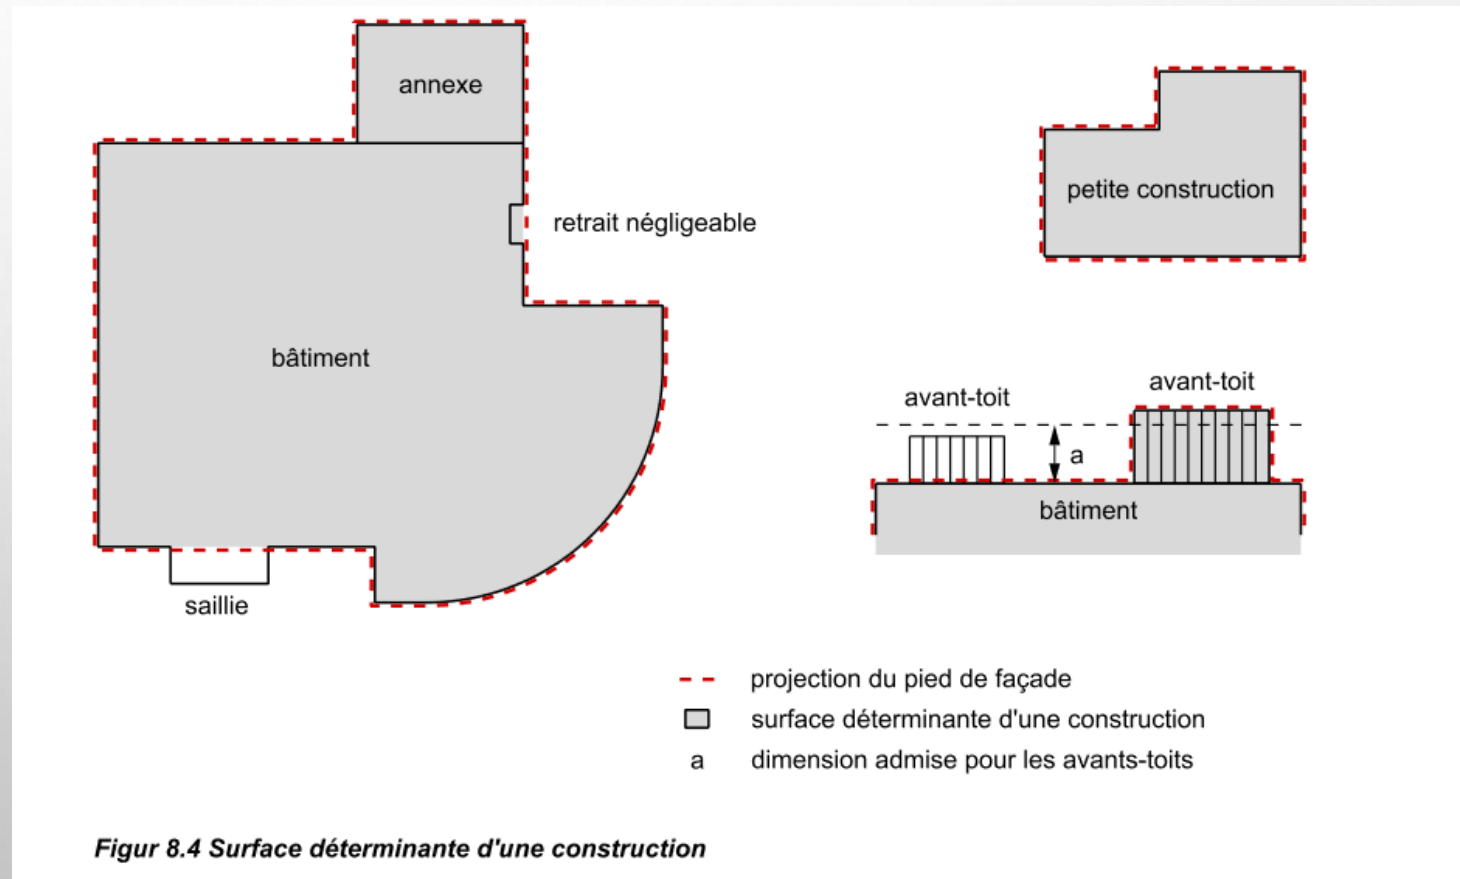 annexe
retrait négligeable
petite construction
bâtiment
avant-toit
avant-toit
a
bâtiment
saillie
projection du pied de façade
surface déterminante d'une construction
a dimension admise pour les avants-toits
Figur 8.4 Surface déterminante d'une construction